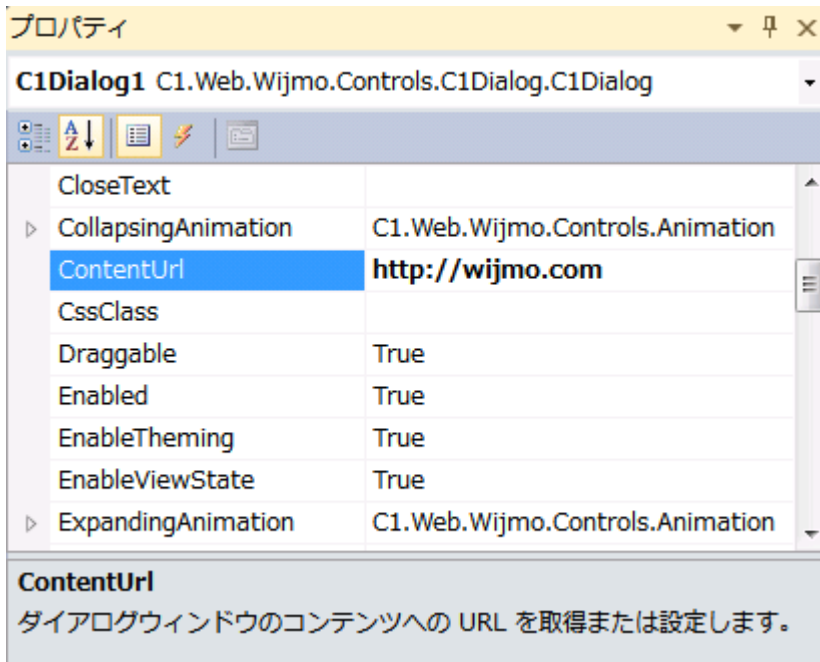 プロパティ
C1Dialog1 C1.Web.Wijmo.Controls.C1Dialog.C1Dialog
CloseText
CollapsingAnimation C1.Web.Wijmo.Controls.Animation
ContentUrl http://wijmo.com
CssClass
Draggable True
Enabled True
EnableTheming True
EnableViewState True
ExpandingAnimation C1.Web.Wijmo.Controls.Animation
ContentUrl
ダイアログウィンドウのコンテンツへの URL を取得または設定します。